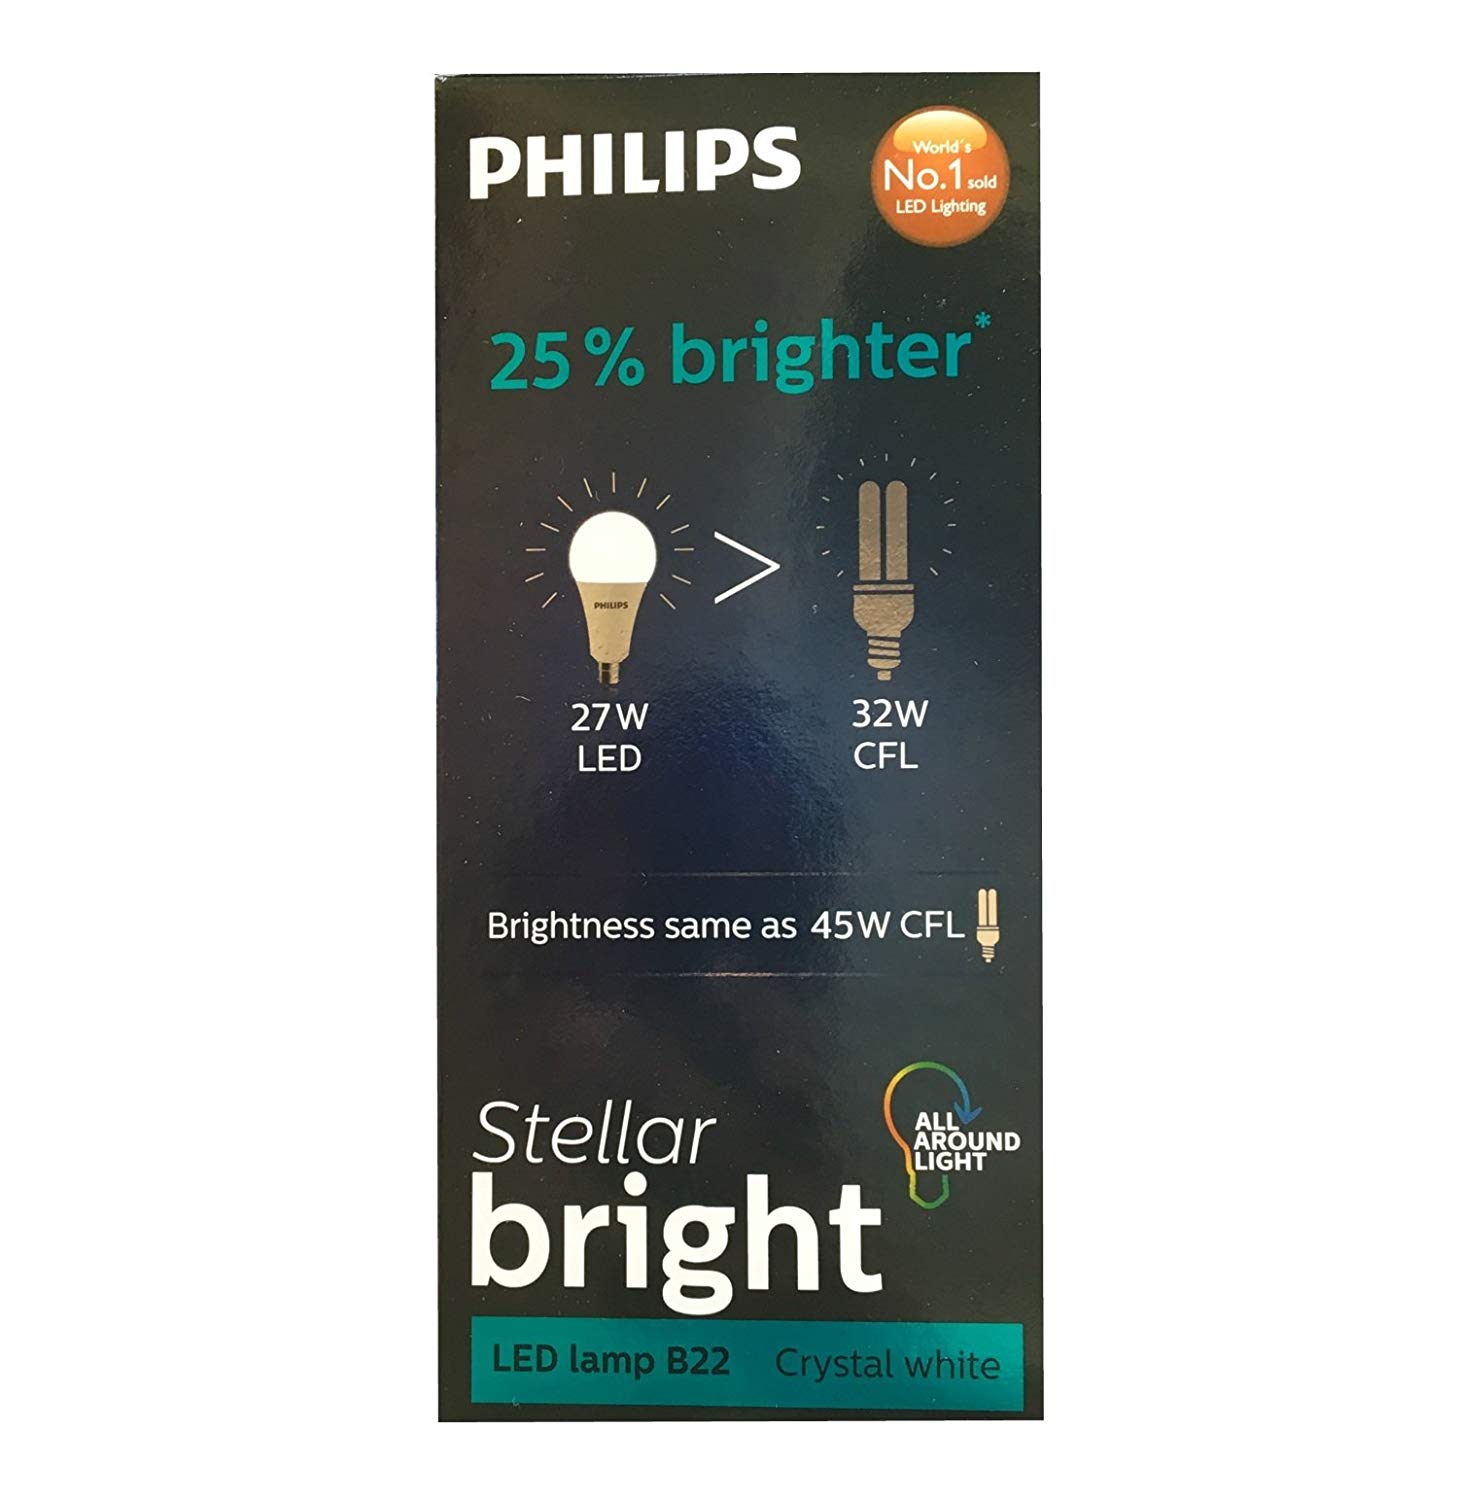 PHILIPS
World's
No.1 sold
LED Lighting
25% brighter*
PHILIPS
27W
LED
>
32W
CFL
Brightness same as 45W CFL
Stellar
bright
ALL
AROUND
LIGHT
LED lamp B22 Crystal white